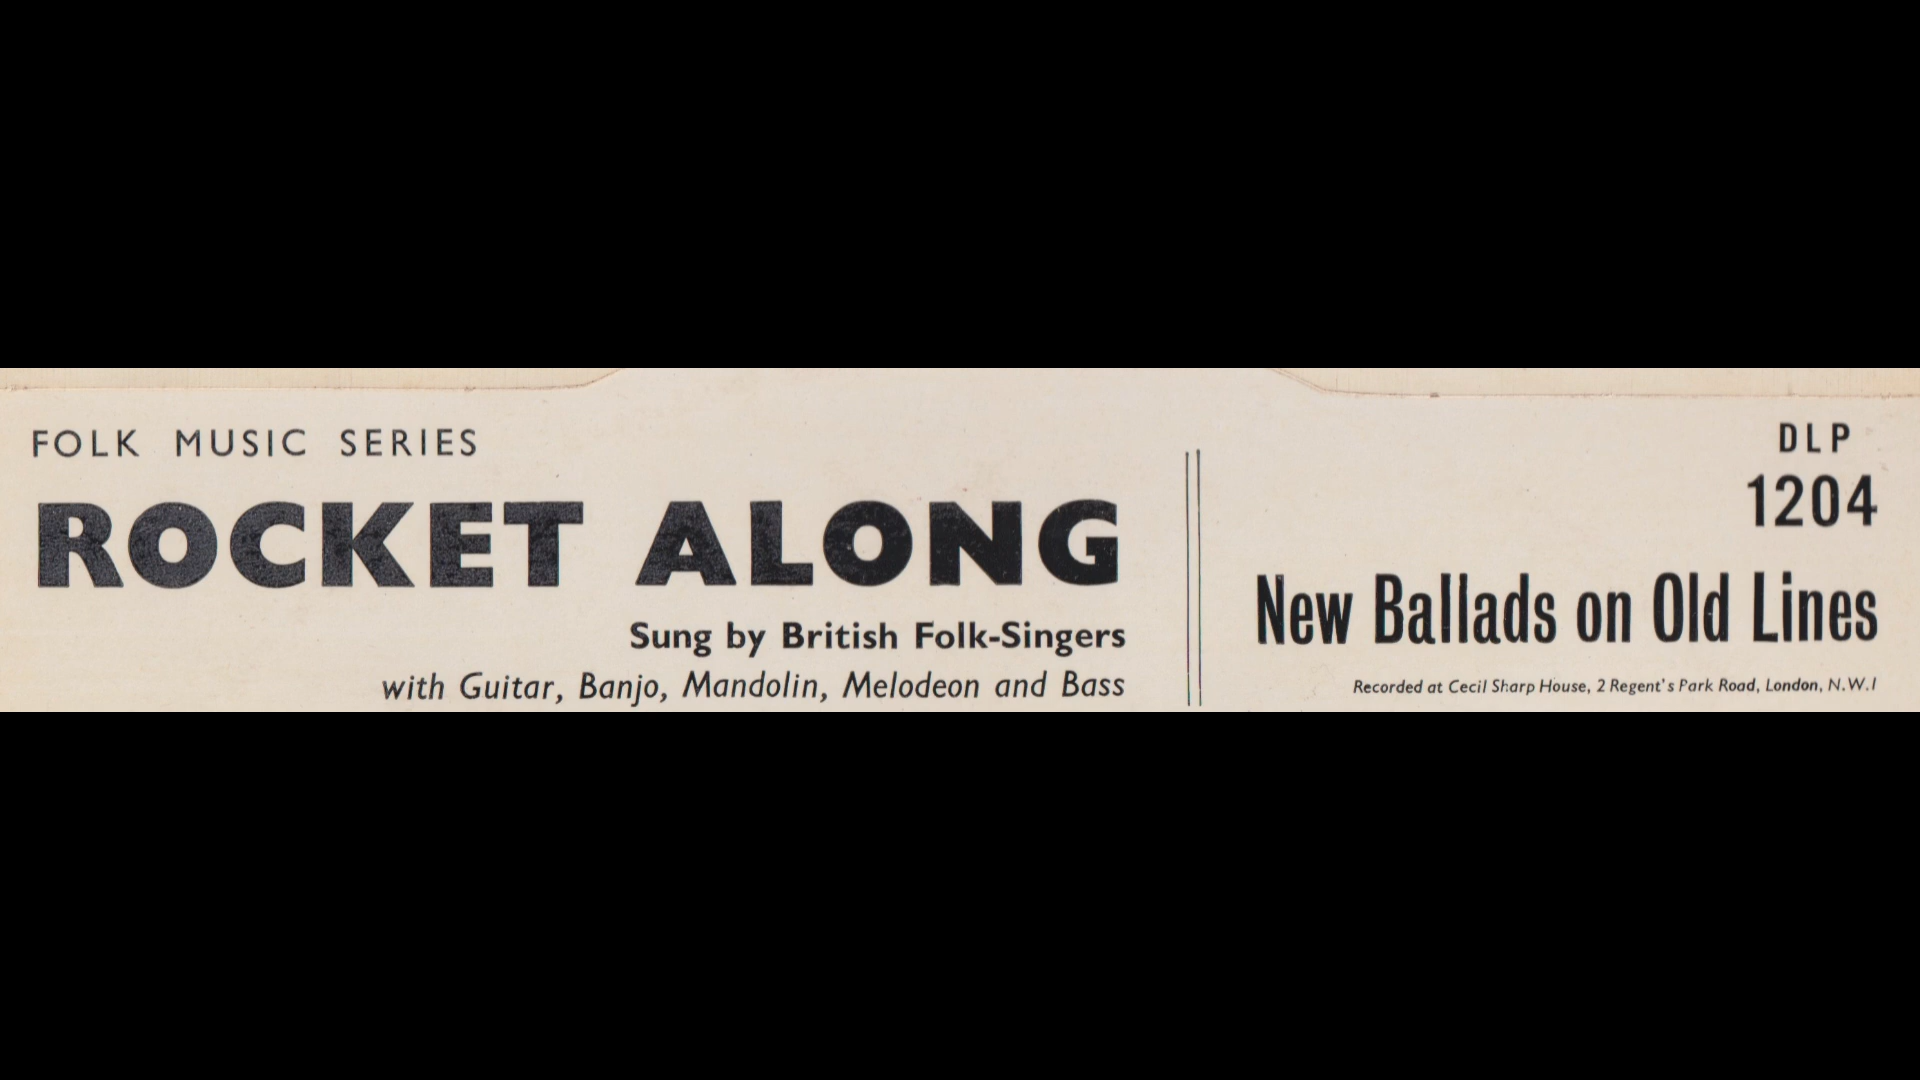 FOLK MUSIC SERIES
ROCKET ALONG
Sung by British Folk-Singers
with Guitar, Banjo, Mandolin, Melodeon and Bass
DLP
1204
New Ballads on Old Lines
Recorded at Cecil Sharp House, 2 Regent's Park Road, London, N.W.1